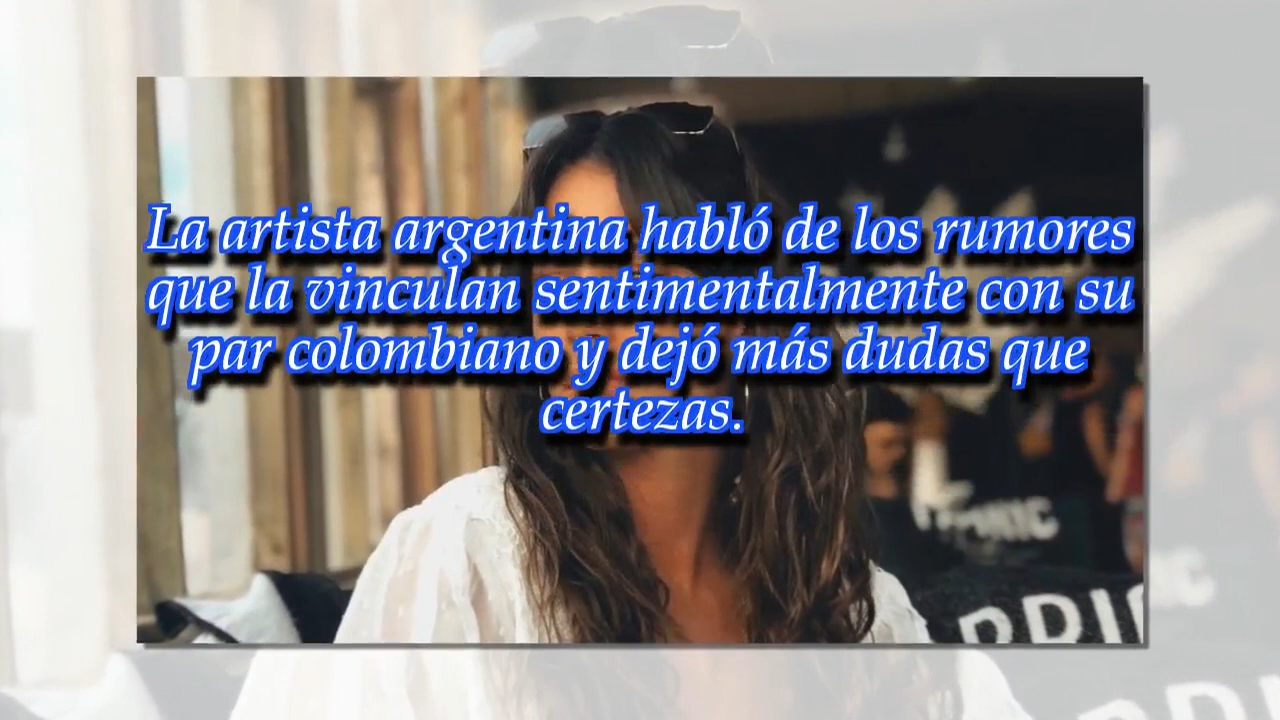 La artista argentina habló de los rumores
que la vinculan sentimentalmente con su
par colombiano y dejó más dudas que
certezas.